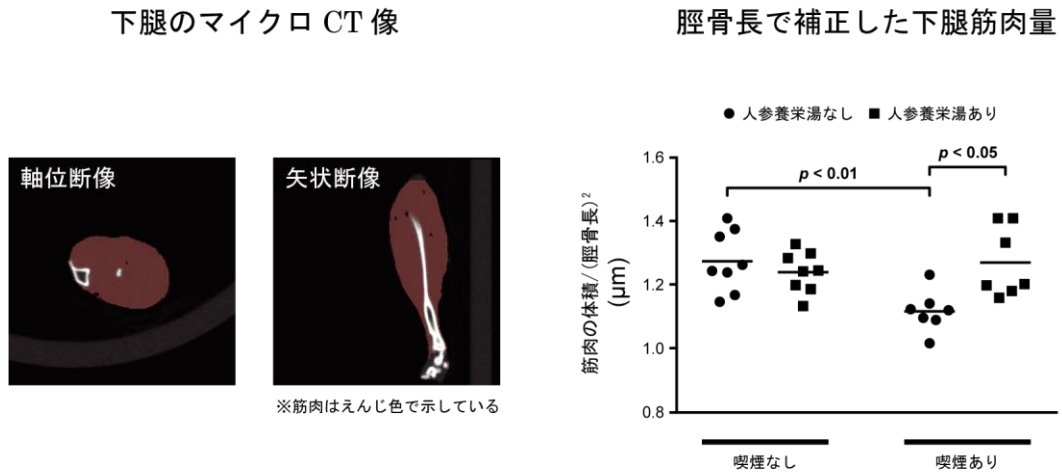 下腿のマイクロ CT 像
軸位断像
矢状断像
※筋肉はえんじ色で示している
脛骨長で補正した下腿筋肉量
● 人参養栄湯なし ■ 人参養栄湯あり
筋肉の体積/(脛骨長)²
(μm)
1.6
1.4
1.2
1.0
0.8
p < 0.01
p < 0.05
喫煙なし
喫煙あり